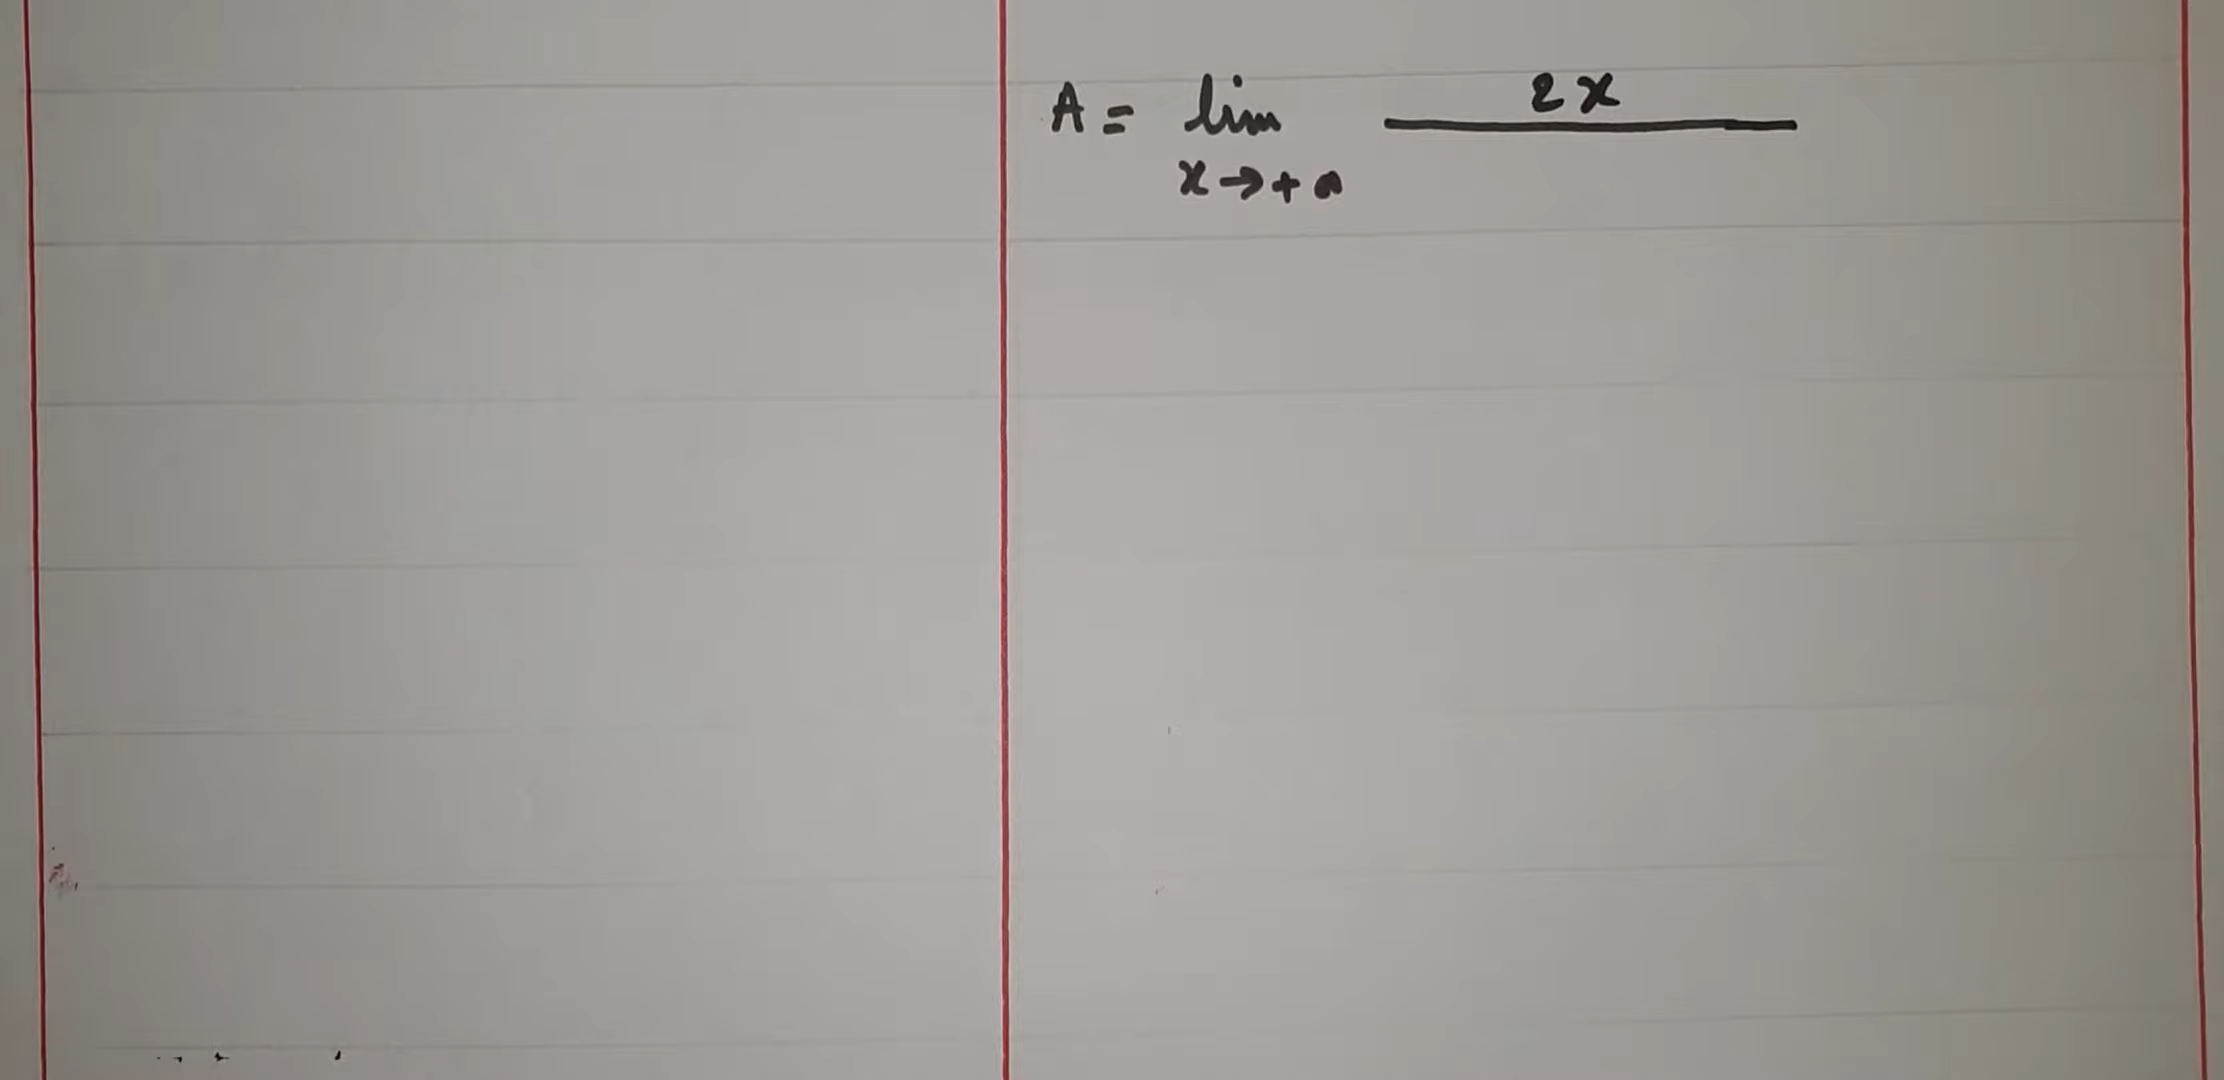 A = lim 2x
x→+∞